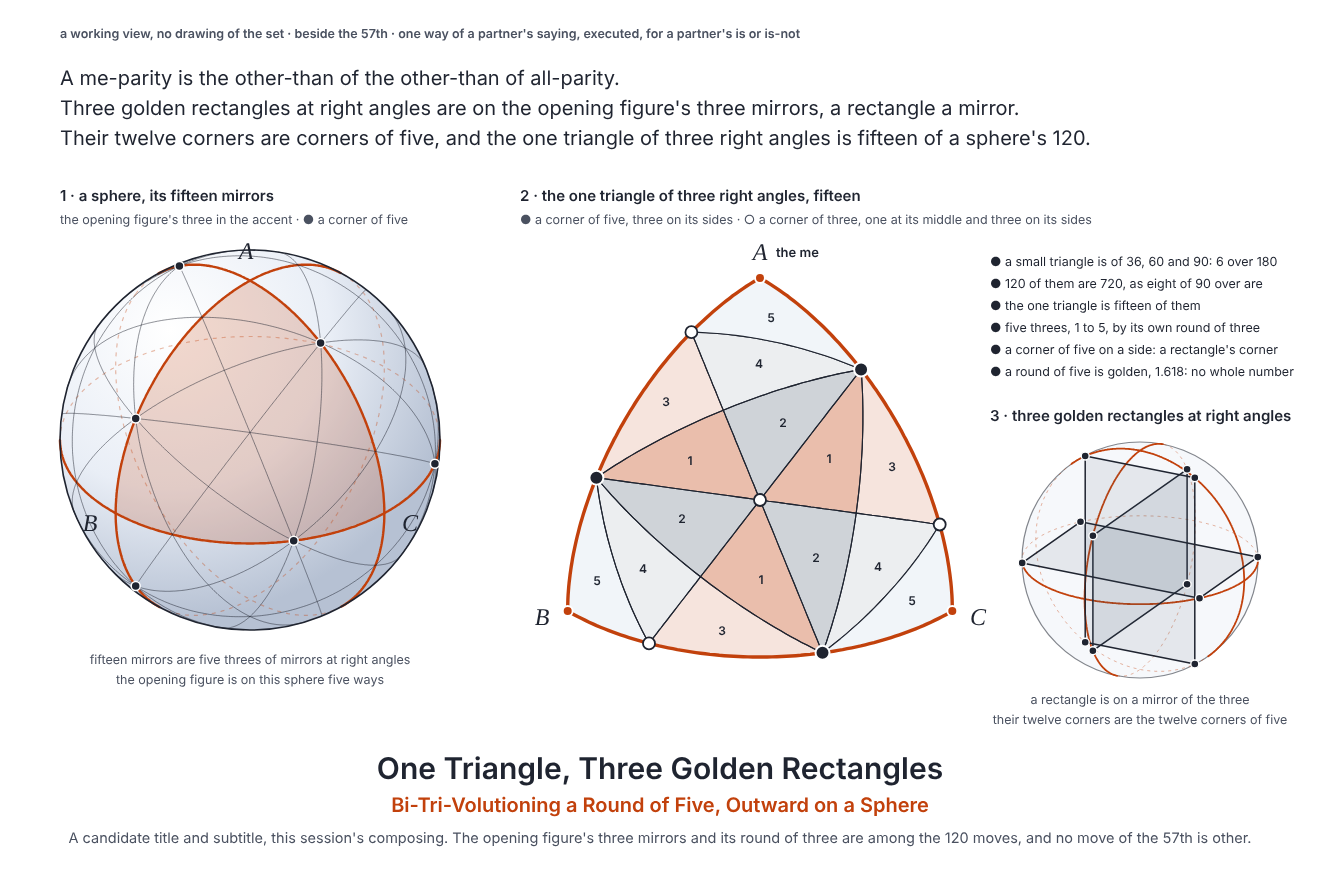 a working view, no drawing of the set · beside the 57th · one way of a partner's saying, executed, for a partner's is or is-not
A me-parity is the other-than of the other-than of all-parity.
Three golden rectangles at right angles are on the opening figure's three mirrors, a rectangle a mirror.
Their twelve corners are corners of five, and the one triangle of three right angles is fifteen of a sphere's 120.
1 · a sphere, its fifteen mirrors
the opening figure's three in the accent · ● a corner of five
A
B
C
fifteen mirrors are five threes of mirrors at right angles
the opening figure is on this sphere five ways
2 · the one triangle of three right angles, fifteen
● a corner of five, three on its sides · ○ a corner of three, one at its middle and three on its sides
A the me
5
4
3
2
1
1
3
2
2
4
4
5
1
5
3
B
C
● a small triangle is of 36, 60 and 90: 6 over 180
● 120 of them are 720, as eight of 90 over are
● the one triangle is fifteen of them
● five threes, 1 to 5, by its own round of three
● a corner of five on a side: a rectangle's corner
● a round of five is golden, 1.618: no whole number
3 · three golden rectangles at right angles
a rectangle is on a mirror of the three
their twelve corners are the twelve corners of five
One Triangle, Three Golden Rectangles
Bi-Tri-Volutioning a Round of Five, Outward on a Sphere
A candidate title and subtitle, this session's composing. The opening figure's three mirrors and its round of three are among the 120 moves, and no move of the 57th is other.